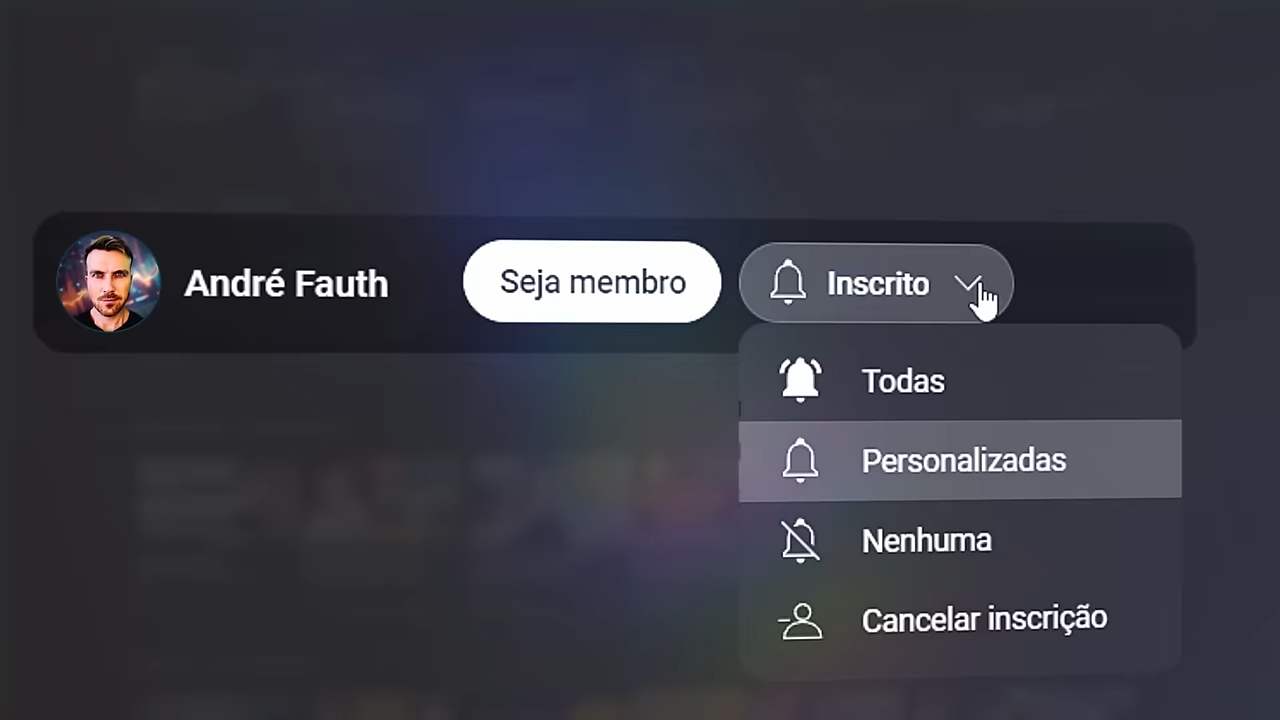 André Fauth
Seja membro
Inscrito
Todas
Personalizadas
Nenhuma
Cancelar inscrição